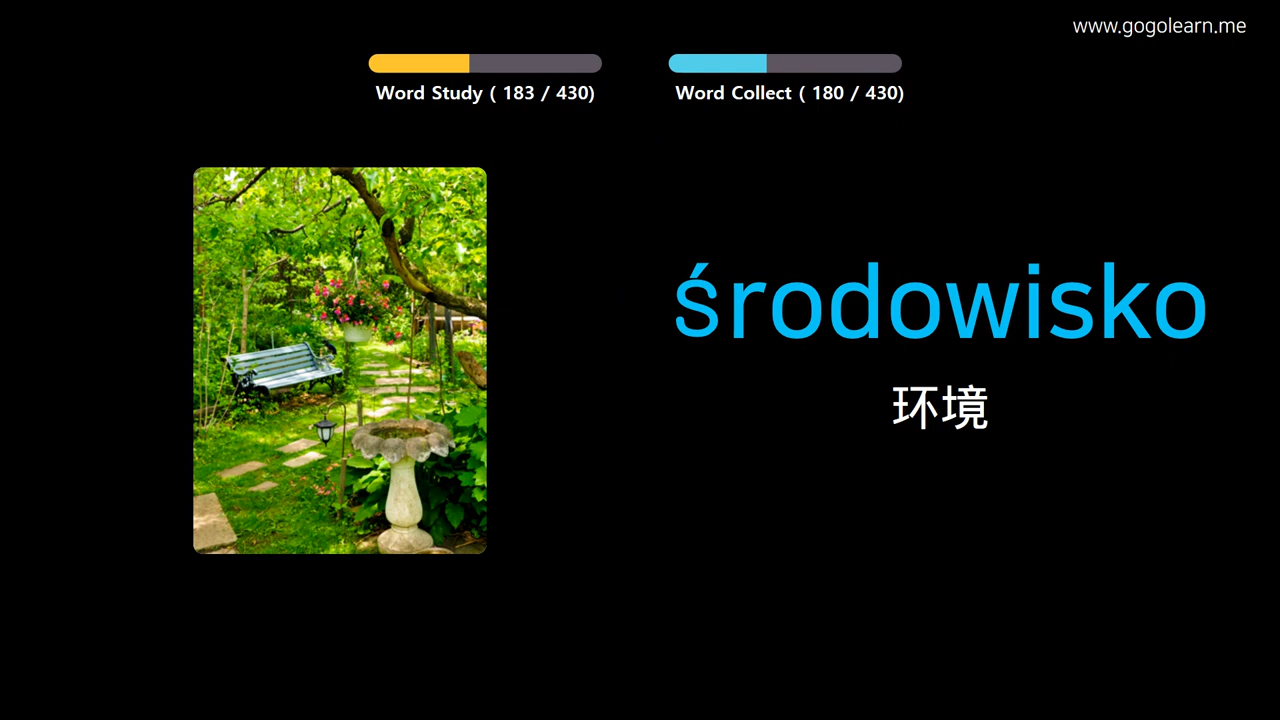 www.gogolearn.me
Word Study ( 183 / 430)
Word Collect ( 180 / 430)
środowisko
环境